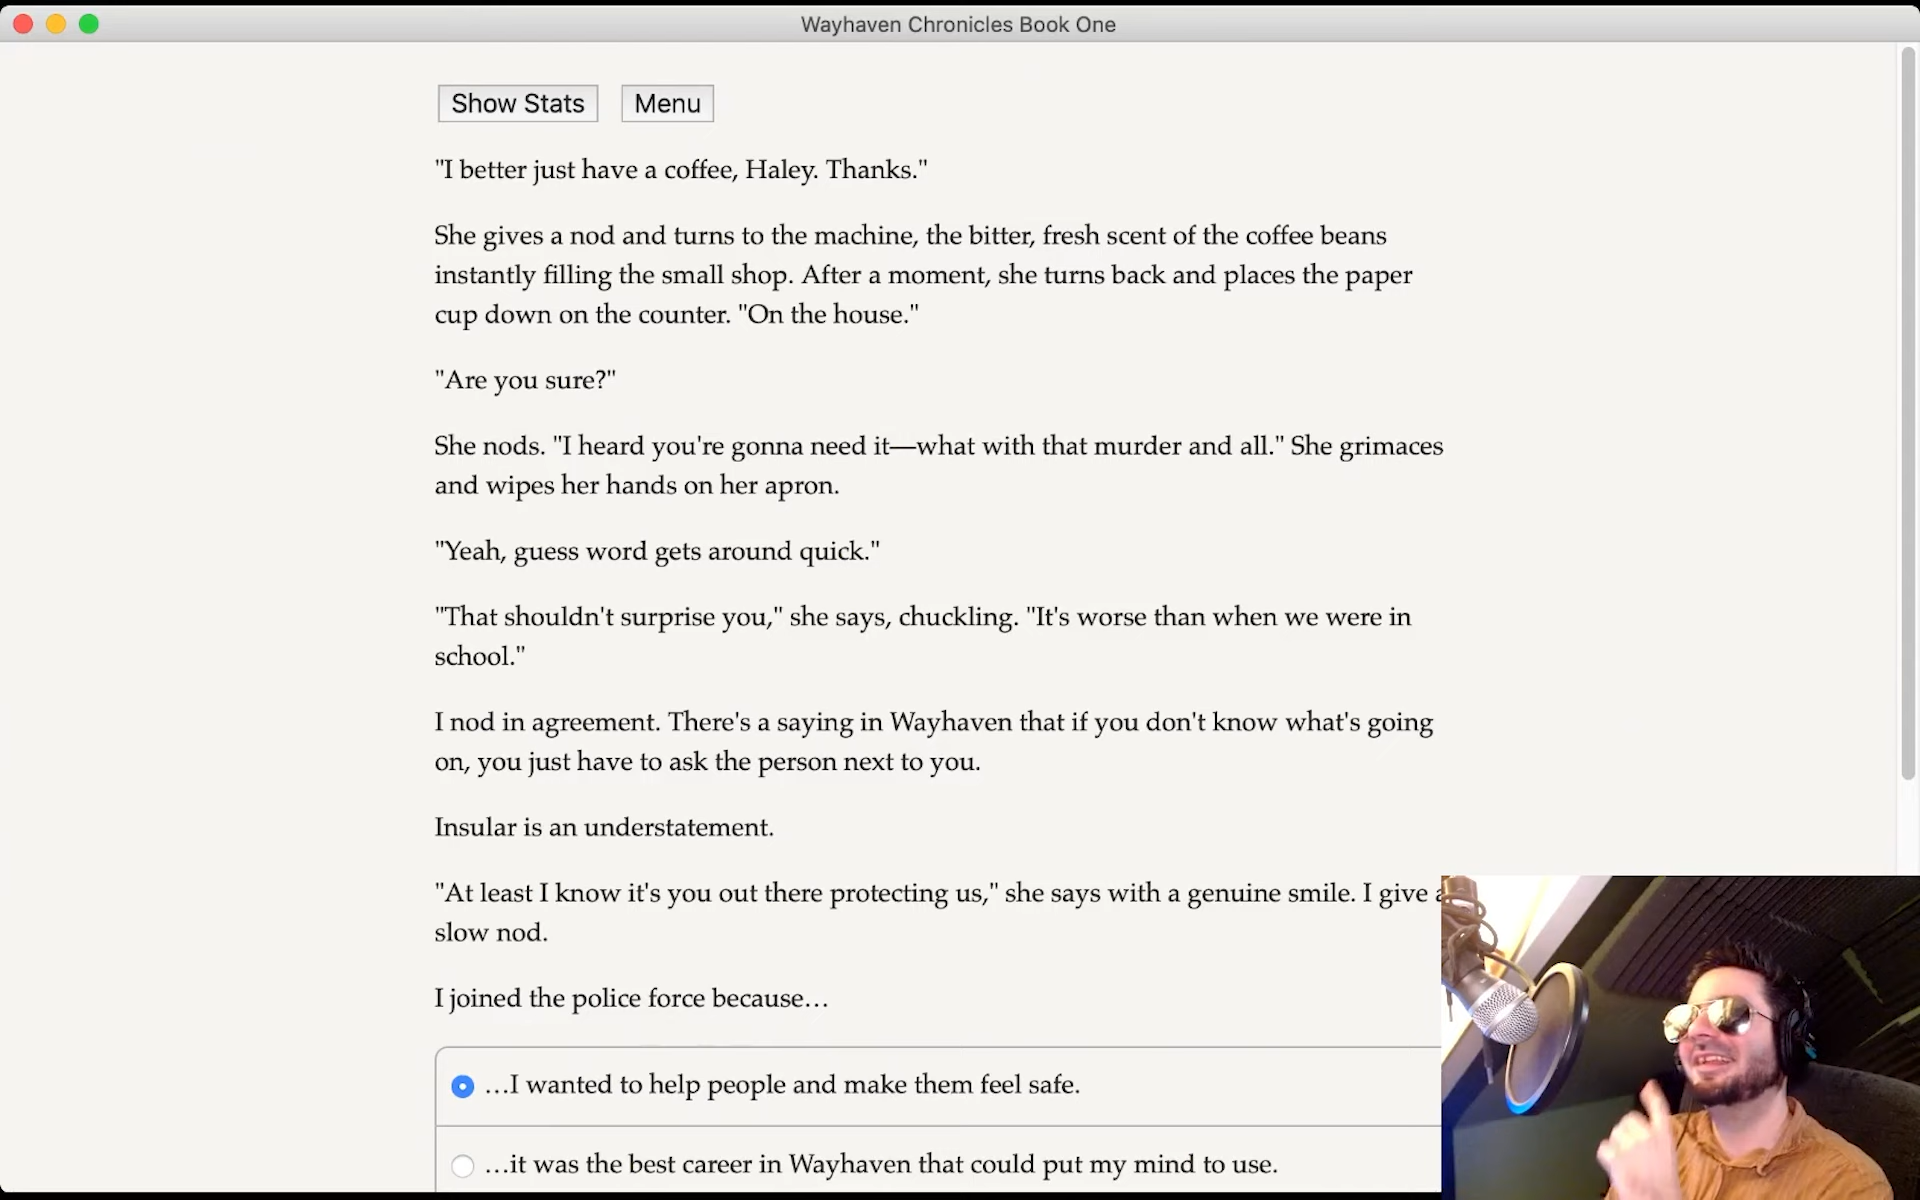 Wayhaven Chronicles Book One
Show Stats Menu
"I better just have a coffee, Haley. Thanks."
She gives a nod and turns to the machine, the bitter, fresh scent of the coffee beans
instantly filling the small shop. After a moment, she turns back and places the paper
cup down on the counter. "On the house."
"Are you sure?"
She nods. "I heard you're gonna need it—what with that murder and all." She grimaces
and wipes her hands on her apron.
"Yeah, guess word gets around quick."
"That shouldn't surprise you," she says, chuckling. "It's worse than when we were in
school."
I nod in agreement. There's a saying in Wayhaven that if you don't know what's going
on, you just have to ask the person next to you.
Insular is an understatement.
"At least I know it's you out there protecting us," she says with a genuine smile. I give a
slow nod.
I joined the police force because…
…I wanted to help people and make them feel safe.
…it was the best career in Wayhaven that could put my mind to use.